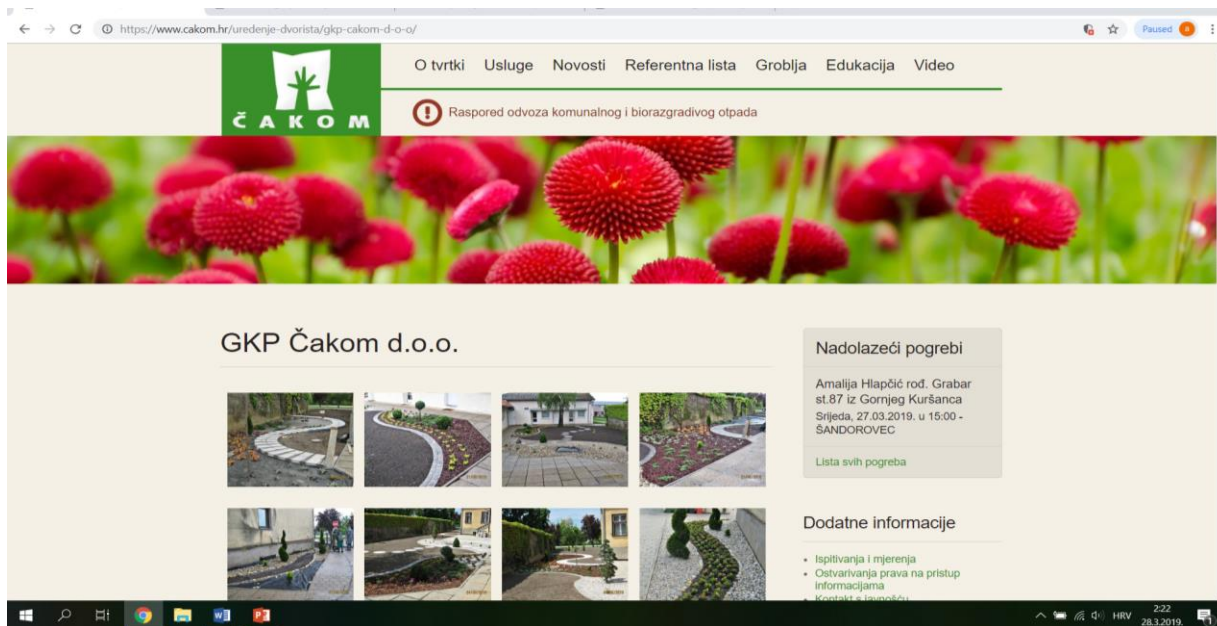 https://www.cakom.hr/uredenje-dvorista/gkp-cakom-d-o-o/
Paused
ČAKOM
O tvrtki Usluge Novosti Referentna lista Groblja Edukacija Video
Raspored odvoza komunalnog i biorazgradivog otpada
GKP Čakom d.o.o.
Nadolazeći pogrebi
Amalija Hlapčić rođ. Grabar
st.87 iz Gornjeg Kuršanca
Srijeda, 27.03.2019. u 15:00 -
ŠANDOROVEC
Lista svih pogreba
Dodatne informacije
Ispitivanja i mjerenja
Ostvarivanja prava na pristup
informacijama
Kontakt s javnošću
HRV
2:22
28.3.2019.